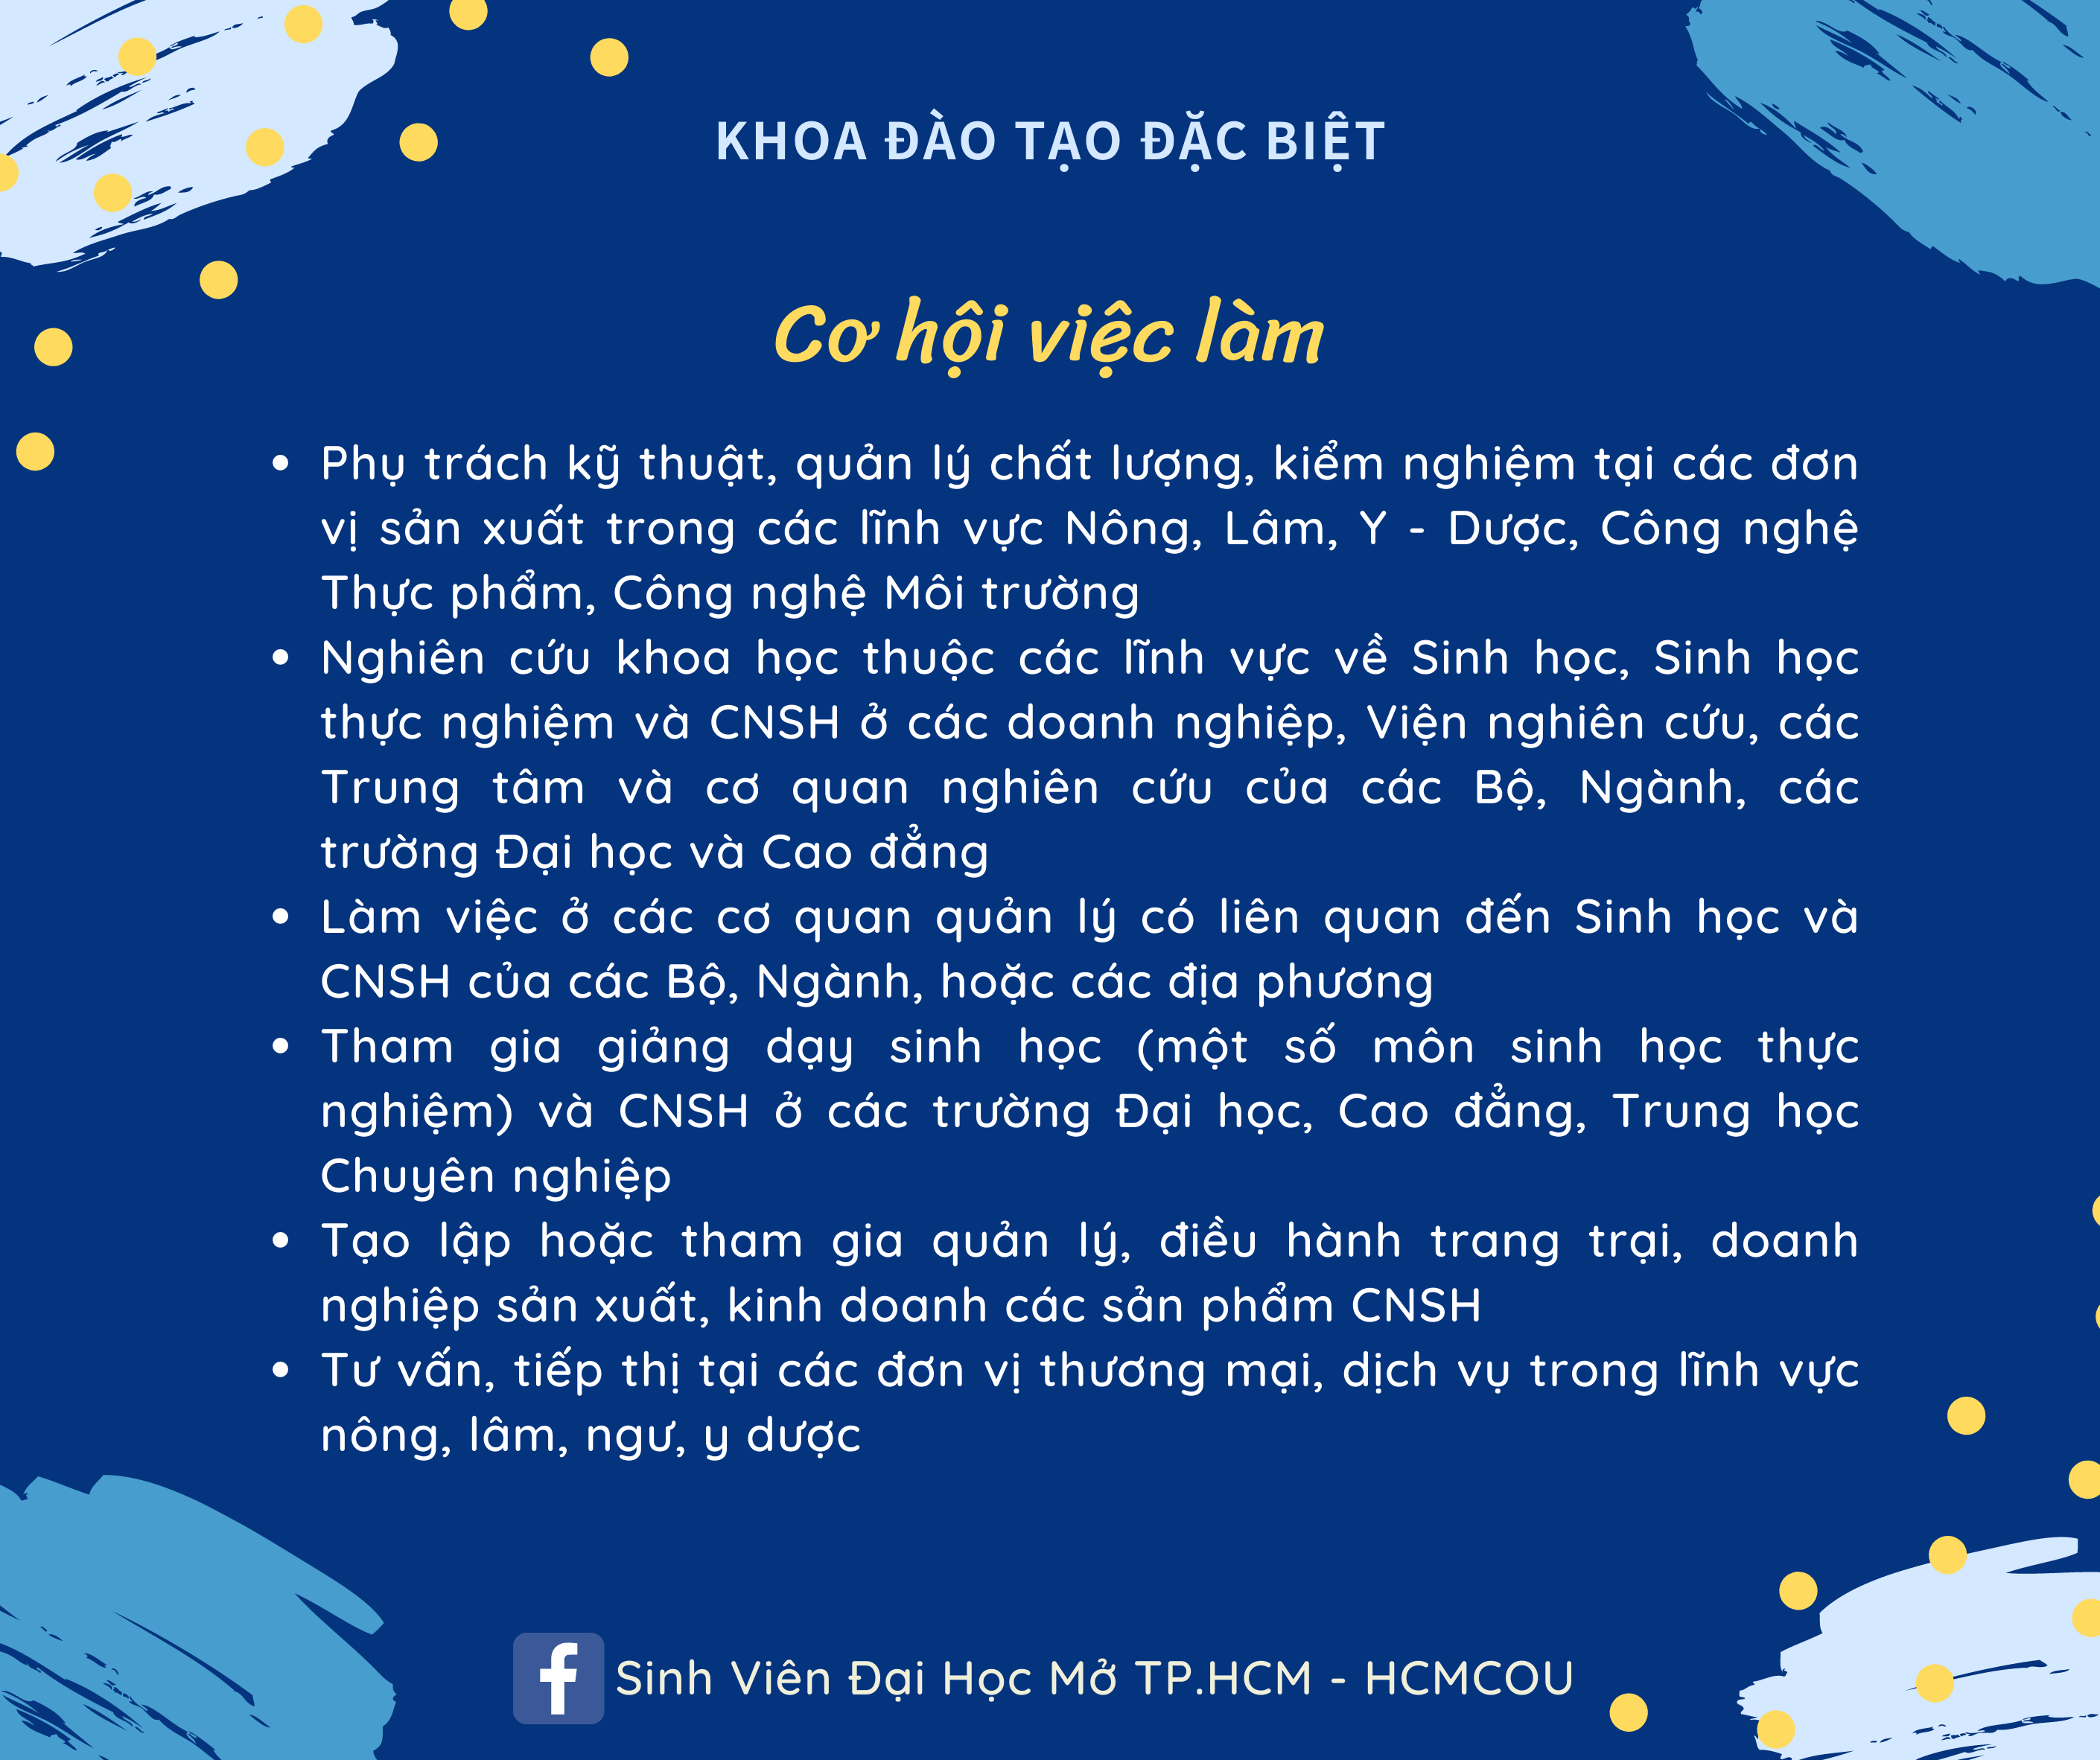 KHOA ĐÀO TẠO ĐẶC BIỆT
Cơ hội việc làm
• Phụ trách kỹ thuật, quản lý chất lượng, kiểm nghiệm tại các đơn
vị sản xuất trong các lĩnh vực Nông, Lâm, Y - Dược, Công nghệ
Thực phẩm, Công nghệ Môi trường
• Nghiên cứu khoa học thuộc các lĩnh vực về Sinh học, Sinh học
thực nghiệm và CNSH ở các doanh nghiệp, Viện nghiên cứu, các
Trung tâm và cơ quan nghiên cứu của các Bộ, Ngành, các
trường Đại học và Cao đẳng
• Làm việc ở các cơ quan quản lý có liên quan đến Sinh học và
CNSH của các Bộ, Ngành, hoặc các địa phương
• Tham gia giảng dạy sinh học (một số môn sinh học thực
nghiệm) và CNSH ở các trường Đại học, Cao đẳng, Trung học
Chuyên nghiệp
• Tạo lập hoặc tham gia quản lý, điều hành trang trại, doanh
nghiệp sản xuất, kinh doanh các sản phẩm CNSH
• Tư vấn, tiếp thị tại các đơn vị thương mại, dịch vụ trong lĩnh vực
nông, lâm, ngư, y dược
f Sinh Viên Đại Học Mở TP.HCM - HCMCOU